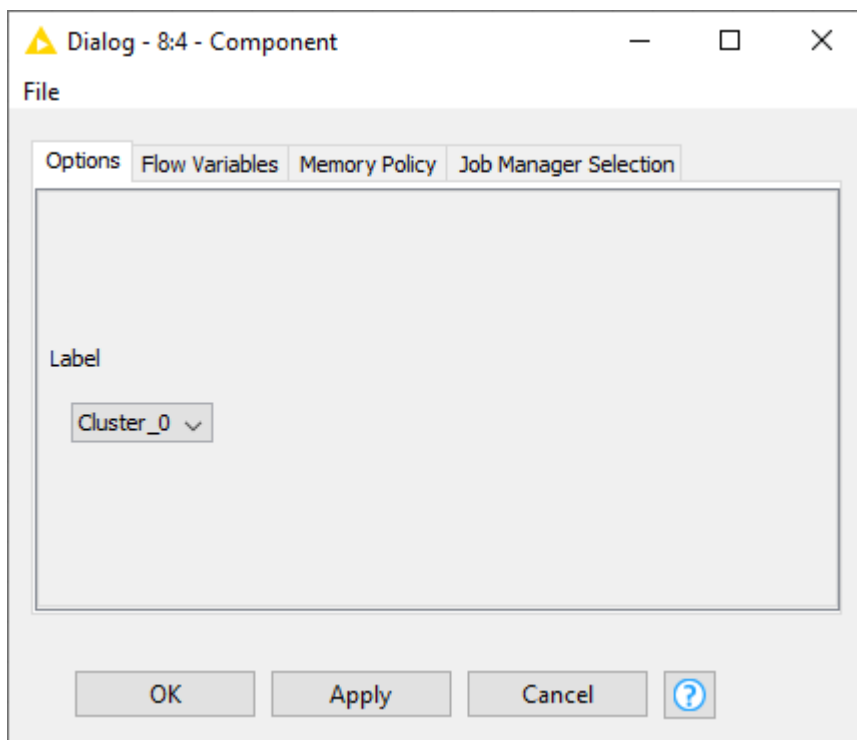 Dialog - 8:4 - Component
File
Options Flow Variables Memory Policy Job Manager Selection
Label
Cluster_0
OK Apply Cancel ?